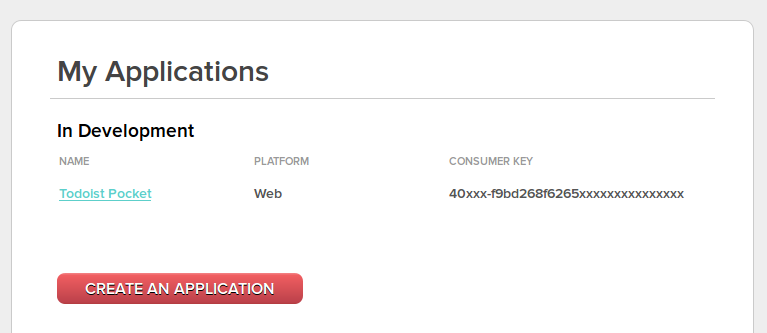 My Applications
In Development
NAME PLATFORM CONSUMER KEY
Todoist Pocket Web 40xxx-f9bd268f6265xxxxxxxxxxxxxxx
CREATE AN APPLICATION